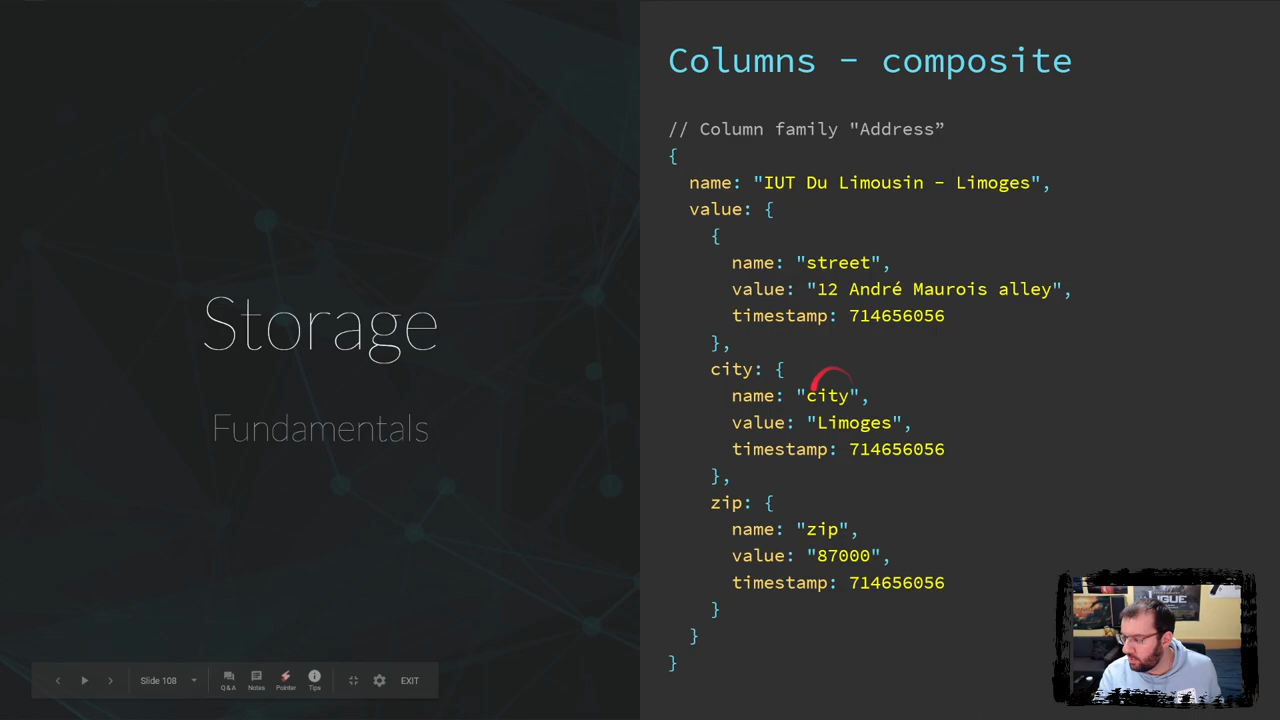 Storage
Fundamentals
Columns - composite
// Column family "Address”
{
name: "IUT Du Limousin - Limoges",
value: {
{
name: "street",
value: "12 André Maurois alley",
timestamp: 714656056
},
city: {
name: "city",
value: "Limoges",
timestamp: 714656056
},
zip: {
name: "zip",
value: "87000",
timestamp: 714656056
}
}
}
Slide 108
Q&A
Notes
Pointer
Tips
EXIT